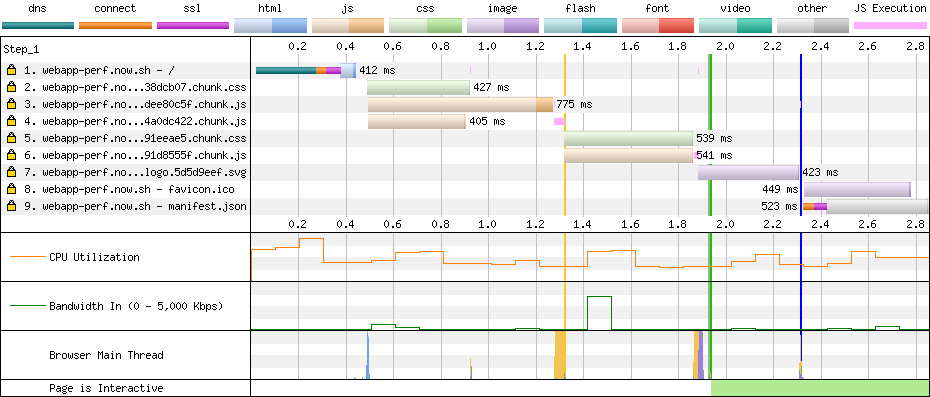 dns connect ssl html js css image flash font video other JS Execution
Step_1 0.2 0.4 0.6 0.8 1.0 1.2 1.4 1.6 1.8 2.0 2.2 2.4 2.6 2.8
1. webapp-perf.now.sh - / 412 ms
2. webapp-perf.no...38dcb07.chunk.css 427 ms
3. webapp-perf.no...dee80c5f.chunk.js 775 ms
4. webapp-perf.no...4a0dc422.chunk.js 405 ms
5. webapp-perf.no...91eeae5.chunk.css 539 ms
6. webapp-perf.no...91d8555f.chunk.js 541 ms
7. webapp-perf.no...logo.5d5d9eef.svg 423 ms
8. webapp-perf.now.sh - favicon.ico 449 ms
9. webapp-perf.now.sh - manifest.json 523 ms
0.2 0.4 0.6 0.8 1.0 1.2 1.4 1.6 1.8 2.0 2.2 2.4 2.6 2.8
CPU Utilization
Bandwidth In (0 - 5,000 Kbps)
Browser Main Thread
Page is Interactive